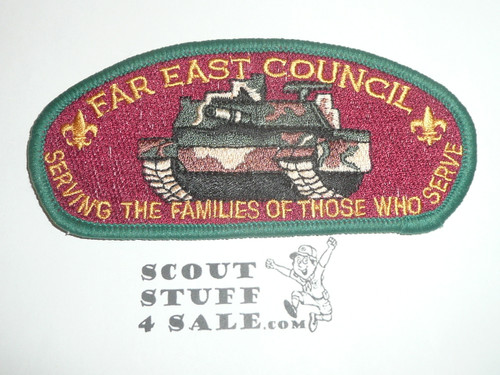 FAR EAST COUNCIL
SERVING THE FAMILIES OF THOSE WHO SERVE
SCOUT
STUFF
4 SALE.COM